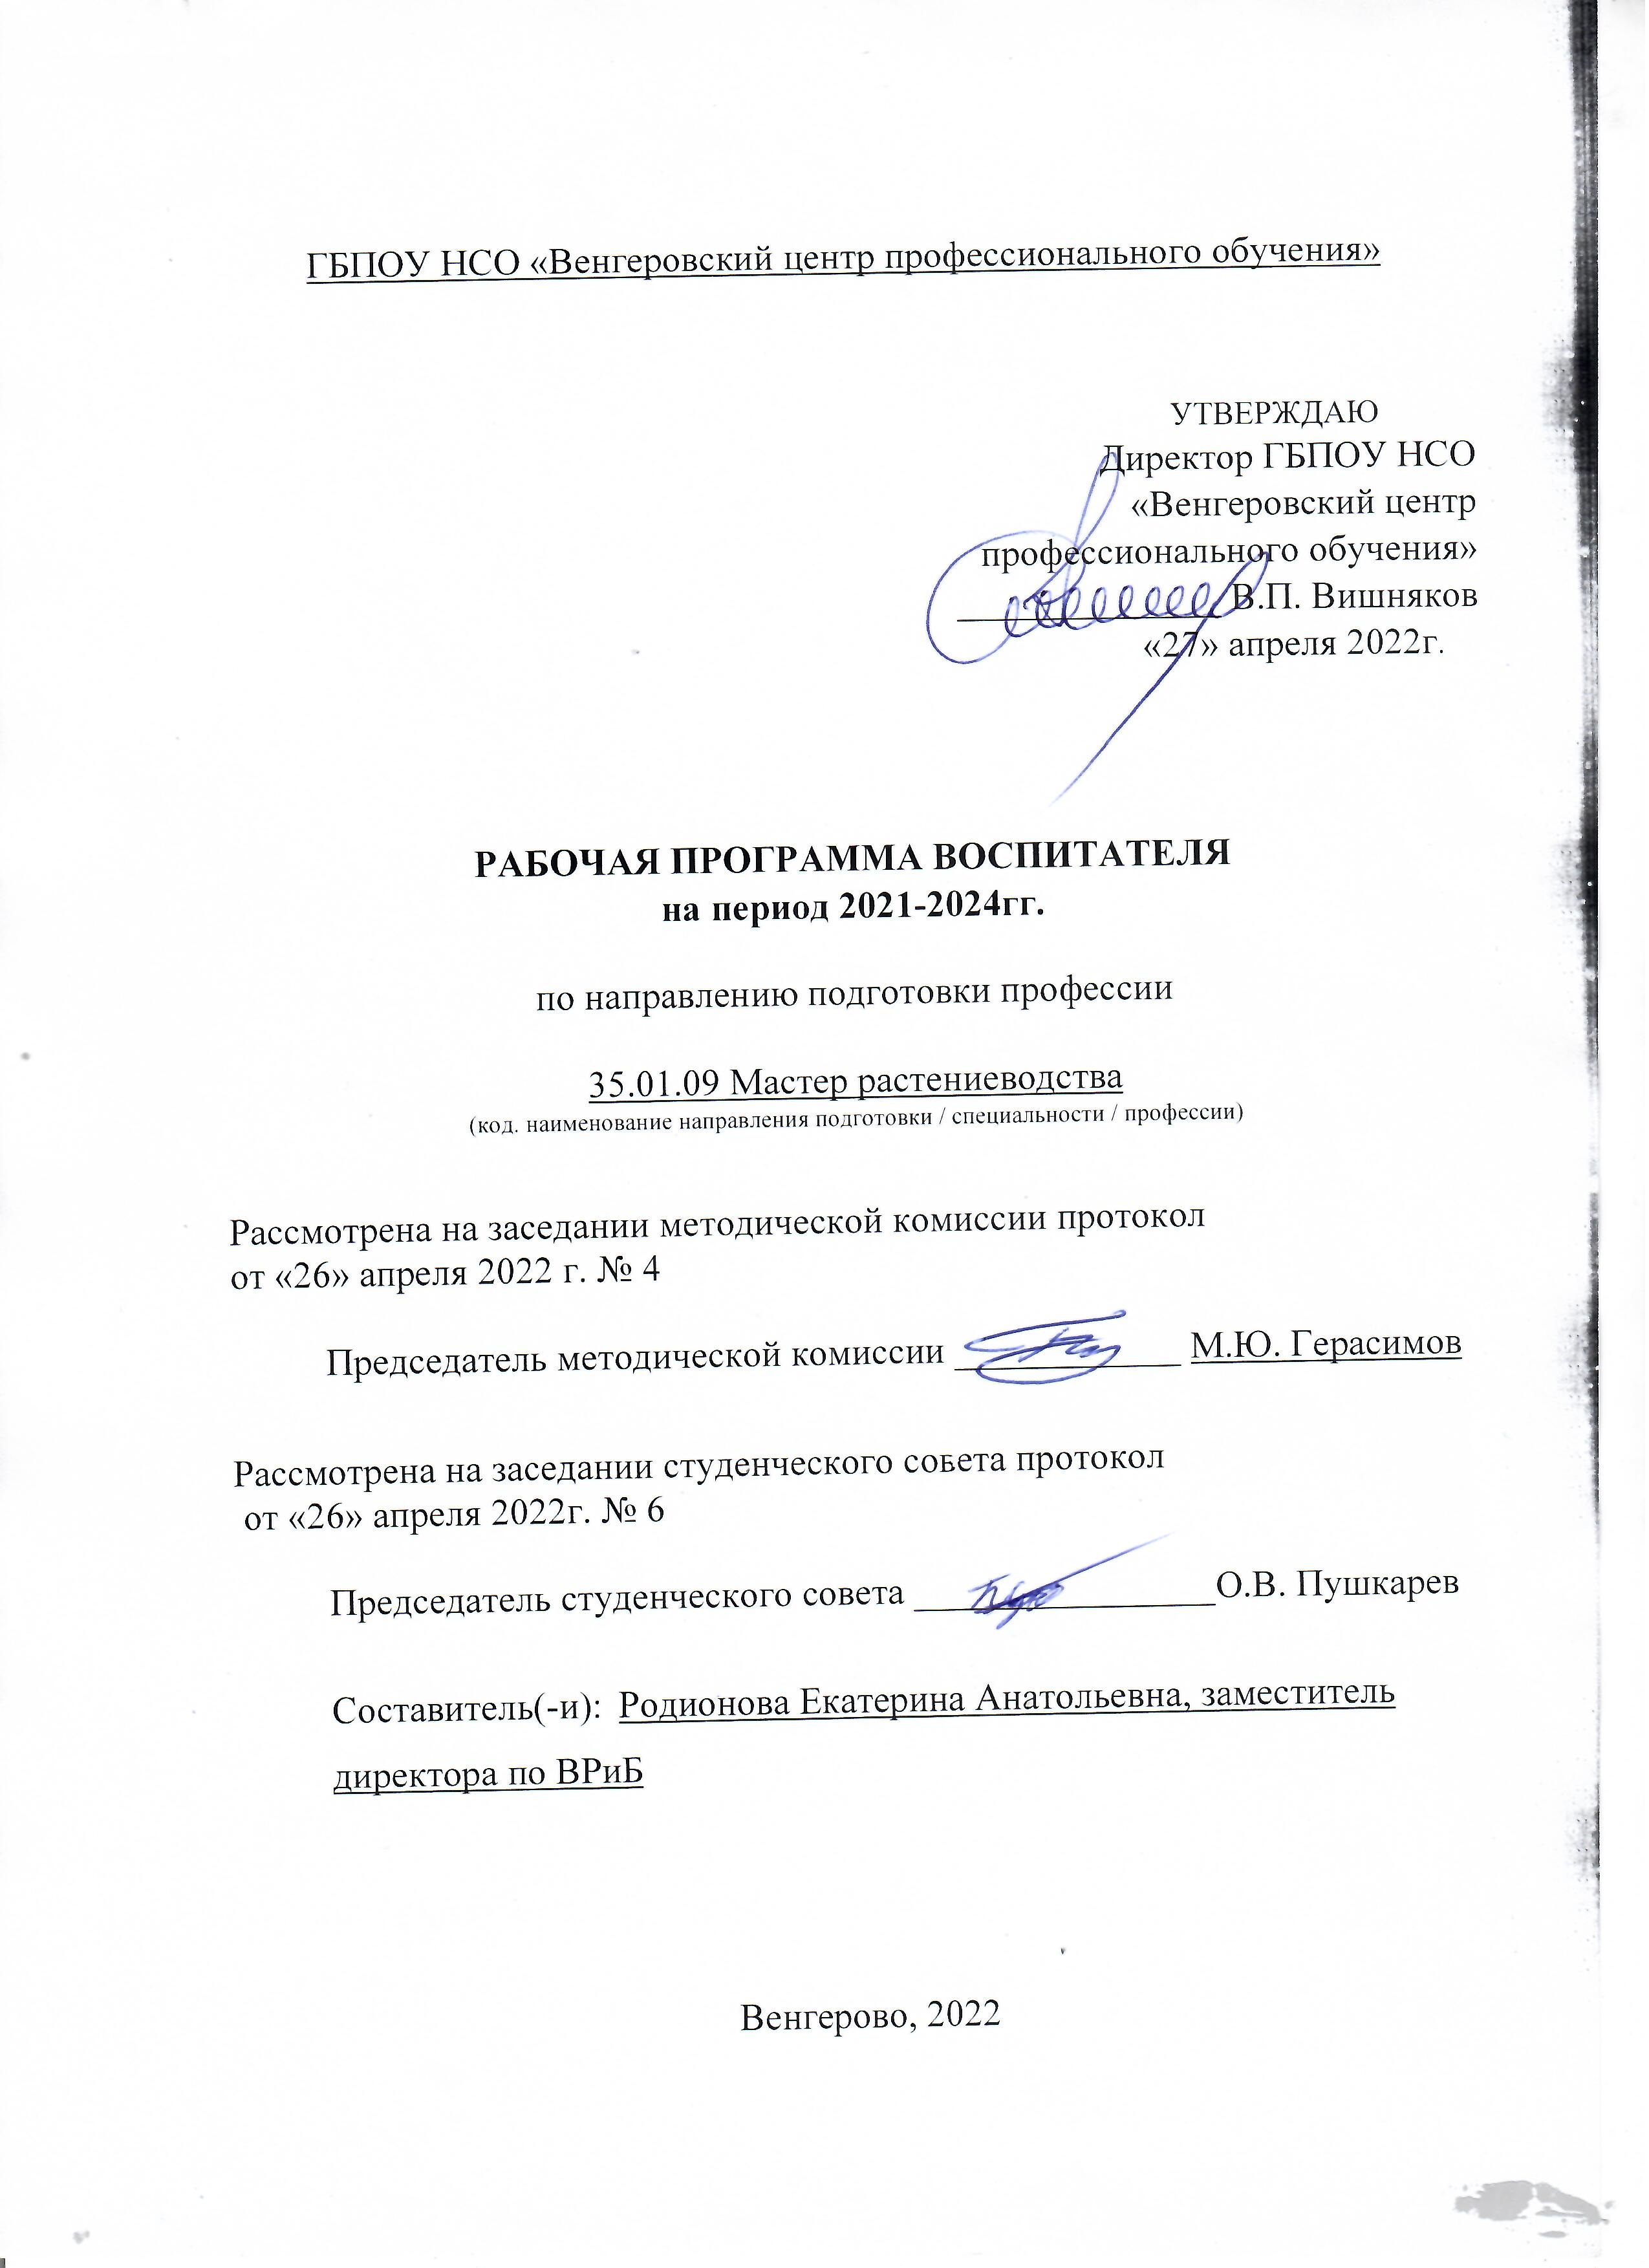 ГБПОУ НСО «Венгеровский центр профессионального обучения»
УТВЕРЖДАЮ
Директор ГБПОУ НСО
«Венгеровский центр
профессионального обучения»
______________ В.П. Вишняков
«27» апреля 2022г.
РАБОЧАЯ ПРОГРАММА ВОСПИТАТЕЛЯ
на период 2021-2024гг.
по направлению подготовки профессии
35.01.09 Мастер растениеводства
(код. наименование направления подготовки / специальности / профессии)
Рассмотрена на заседании методической комиссии протокол
от «26» апреля 2022 г. № 4
Председатель методической комиссии ____________ М.Ю. Герасимов
Рассмотрена на заседании студенческого совета протокол
от «26» апреля 2022г. № 6
Председатель студенческого совета ________________О.В. Пушкарев
Составитель(-и): Родионова Екатерина Анатольевна, заместитель
директора по ВРиБ
Венгерово, 2022